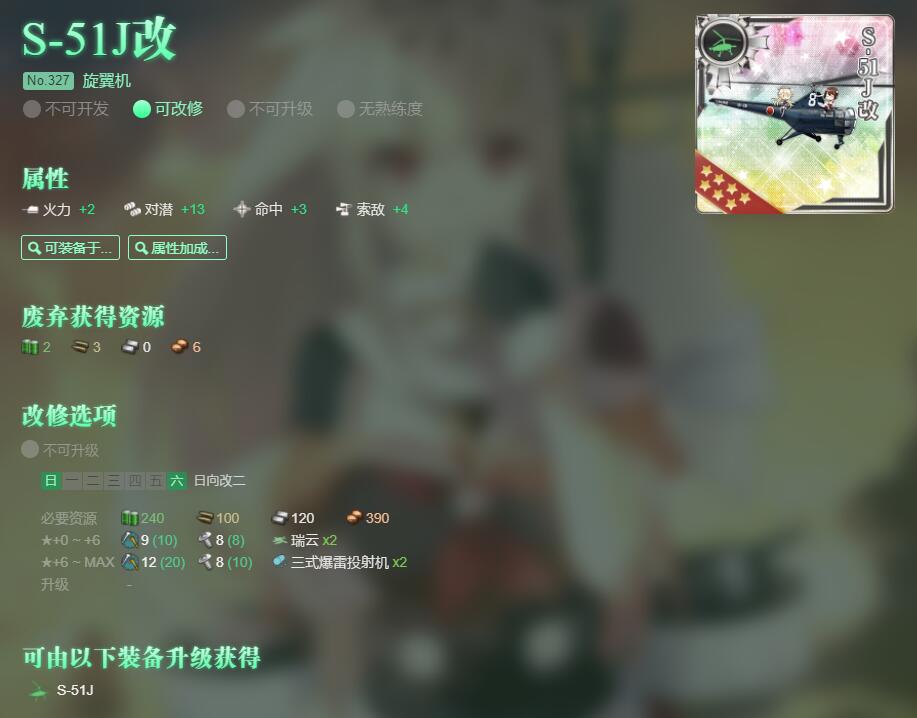 S-51J改
No.327 旋翼机
不可开发 可改修 不可升级 无熟练度
S-51J改
8
属性
火力 +2 对潜 +13 命中 +3 索敌 +4
可装备于... 属性加成...
废弃获得资源
2 3 0 6
改修选项
不可升级
日 一 二 三 四 五 六 日向改二
必要资源 240 100 120 390
★+0 ~ +6 9 (10) 8 (8) 瑞云 x2
★+6 ~ MAX 12 (20) 8 (10) 三式爆雷投射机 x2
升级 -
可由以下装备升级获得
S-51J